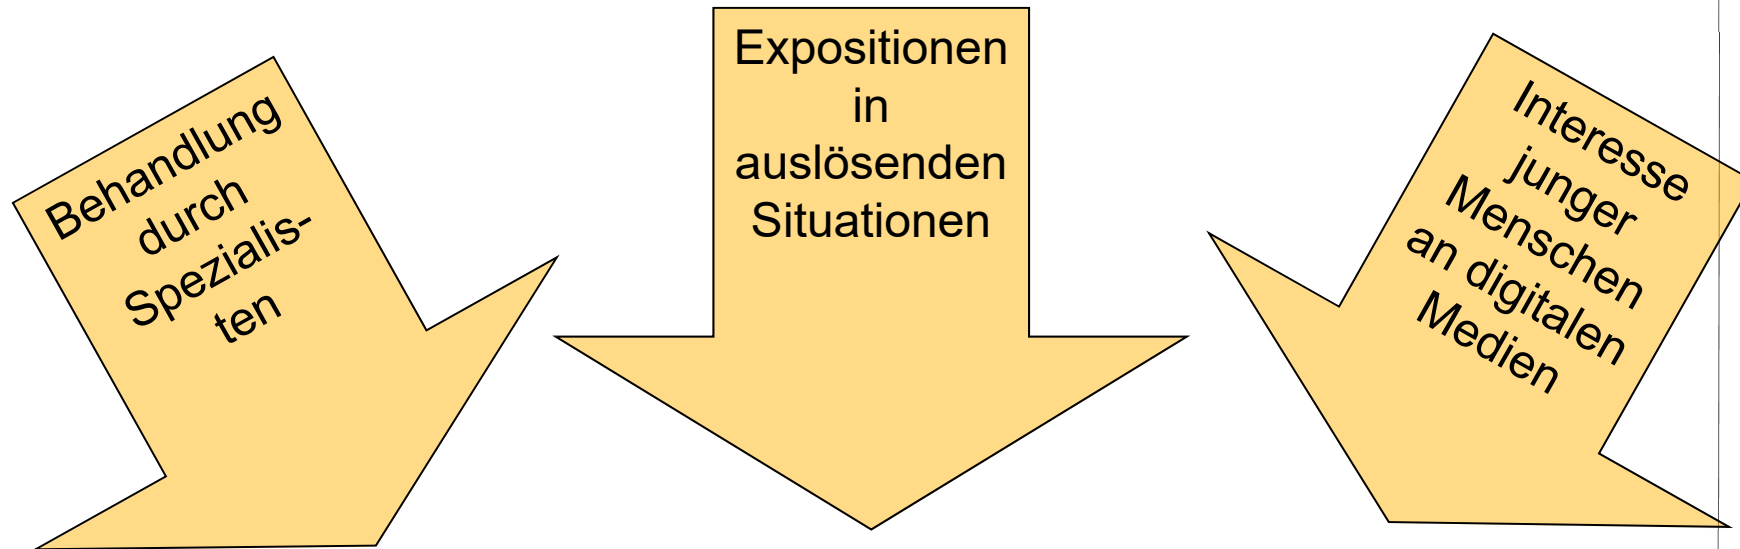 Behandlung
durch
Spezialis-
ten
Expositionen
in
auslösenden
Situationen
Interesse
junger
Menschen
an digitalen
Medien